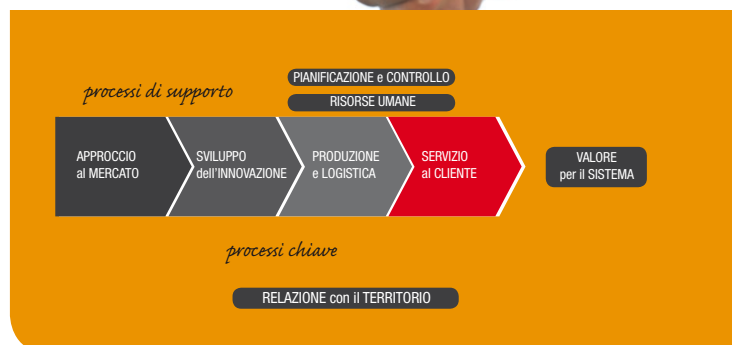 PIANIFICAZIONE e CONTROLLO
processi di supporto
RISORSE UMANE
APPROCCIO
al MERCATO
SVILUPPO
dell'INNOVAZIONE
PRODUZIONE
e LOGISTICA
SERVIZIO
al CLIENTE
VALORE
per il SISTEMA
processi chiave
RELAZIONE con il TERRITORIO